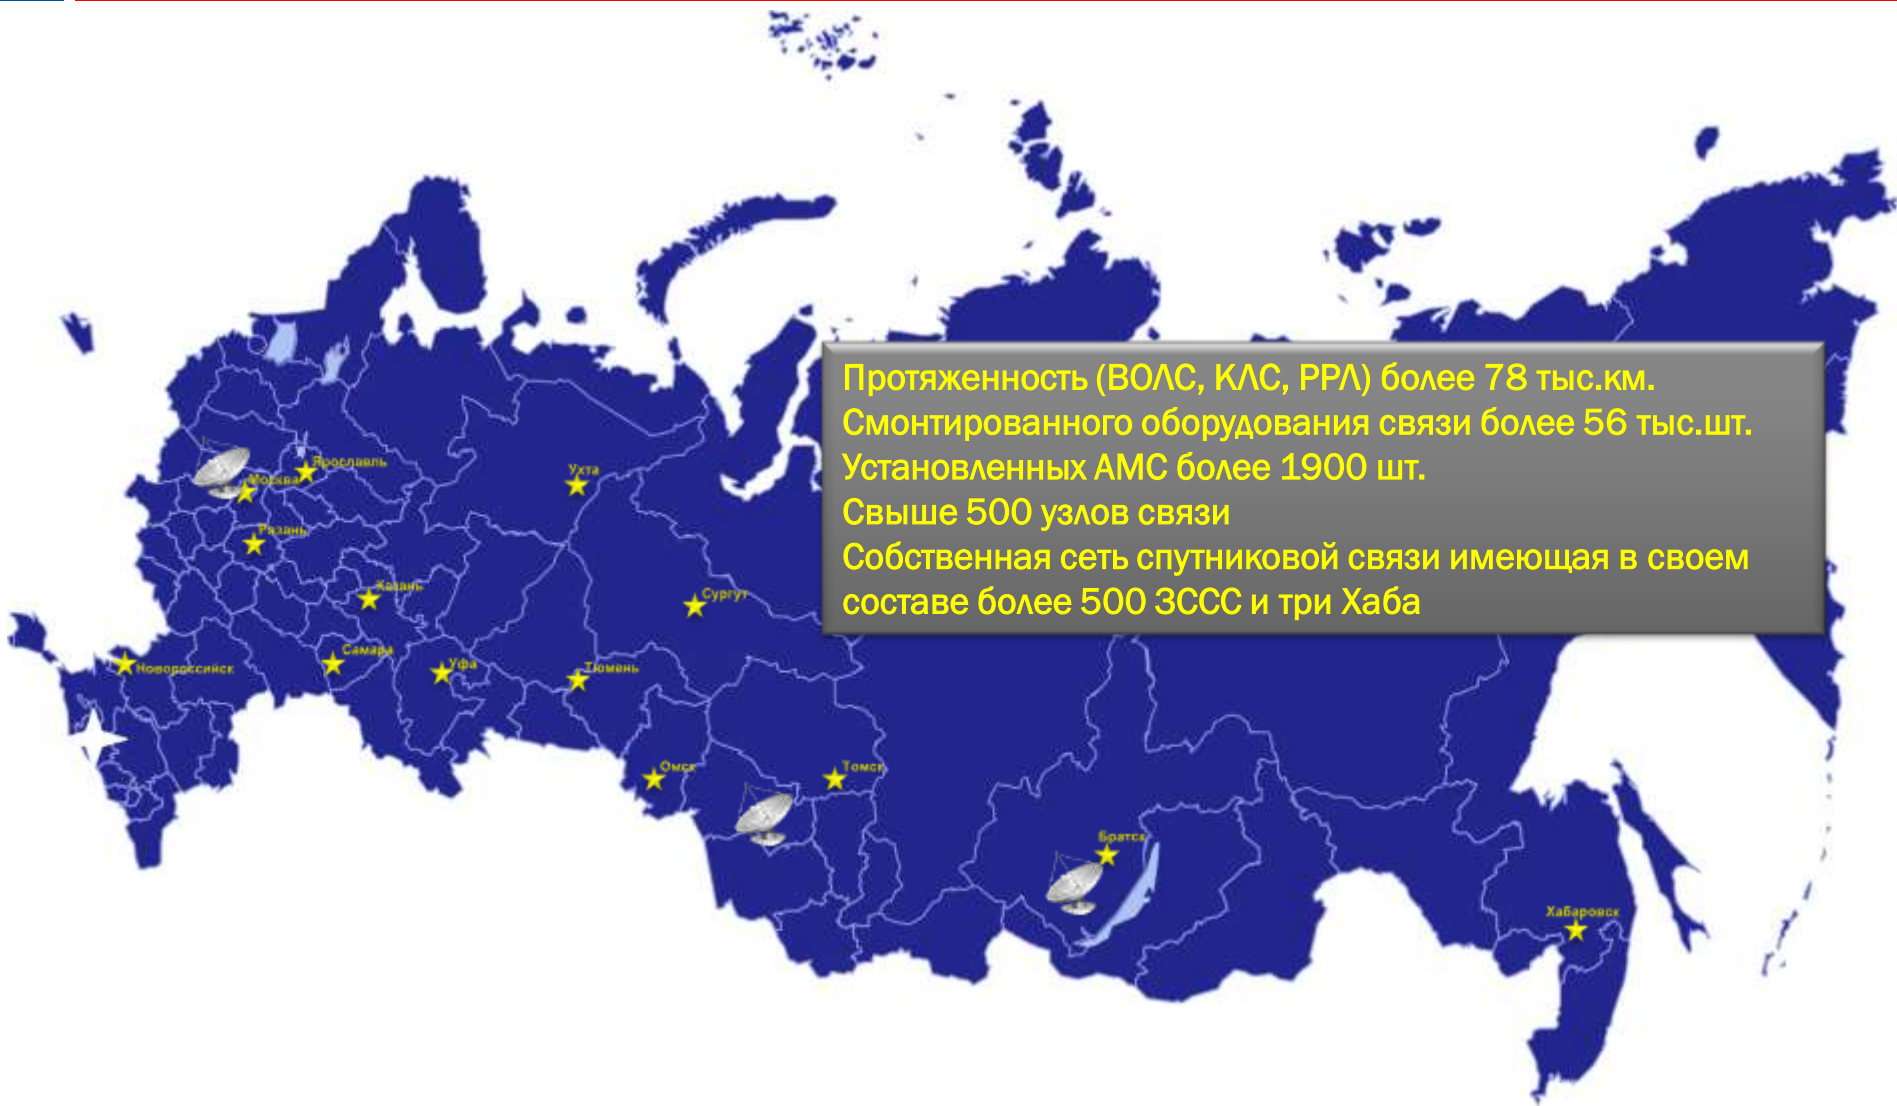 Протяженность (ВОЛС, КЛС, РРЛ) более 78 тыс.км.
Смонтированного оборудования связи более 56 тыс.шт.
Установленных АМС более 1900 шт.
Свыше 500 узлов связи
Собственная сеть спутниковой связи имеющая в своем
составе более 500 ЗССС и три Хаба
Ярославль
Москва
Ухта
Рязань
Казань
Сургут
Новороссийск
Самара
Уфа
Тюмень
Омск
Томск
Братск
Хабаровск